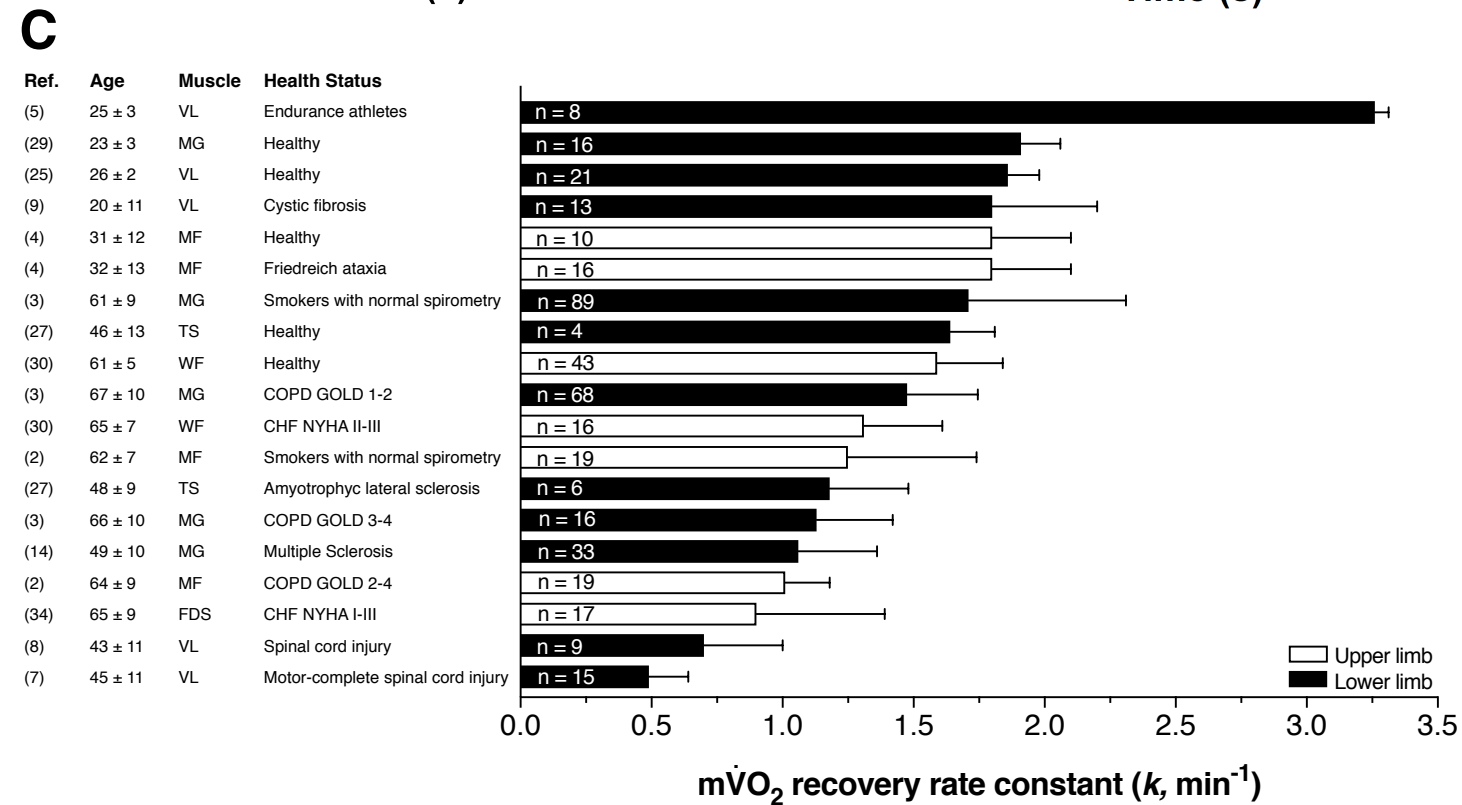 C
Ref. Age Muscle Health Status
(5) 25 ± 3 VL Endurance athletes n = 8
(29) 23 ± 3 MG Healthy n = 16
(25) 26 ± 2 VL Healthy n = 21
(9) 20 ± 11 VL Cystic fibrosis n = 13
(4) 31 ± 12 MF Healthy n = 10
(4) 32 ± 13 MF Friedreich ataxia n = 16
(3) 61 ± 9 MG Smokers with normal spirometry n = 89
(27) 46 ± 13 TS Healthy n = 4
(30) 61 ± 5 WF Healthy n = 43
(3) 67 ± 10 MG COPD GOLD 1-2 n = 68
(30) 65 ± 7 WF CHF NYHA II-III n = 16
(2) 62 ± 7 MF Smokers with normal spirometry n = 19
(27) 48 ± 9 TS Amyotrophyc lateral sclerosis n = 6
(3) 66 ± 10 MG COPD GOLD 3-4 n = 16
(14) 49 ± 10 MG Multiple Sclerosis n = 33
(2) 64 ± 9 MF COPD GOLD 2-4 n = 19
(34) 65 ± 9 FDS CHF NYHA I-III n = 17
(8) 43 ± 11 VL Spinal cord injury n = 9
(7) 45 ± 11 VL Motor-complete spinal cord injury n = 15
Upper limb
Lower limb
0.0 0.5 1.0 1.5 2.0 2.5 3.0 3.5
mV̇O₂ recovery rate constant (k, min⁻¹)